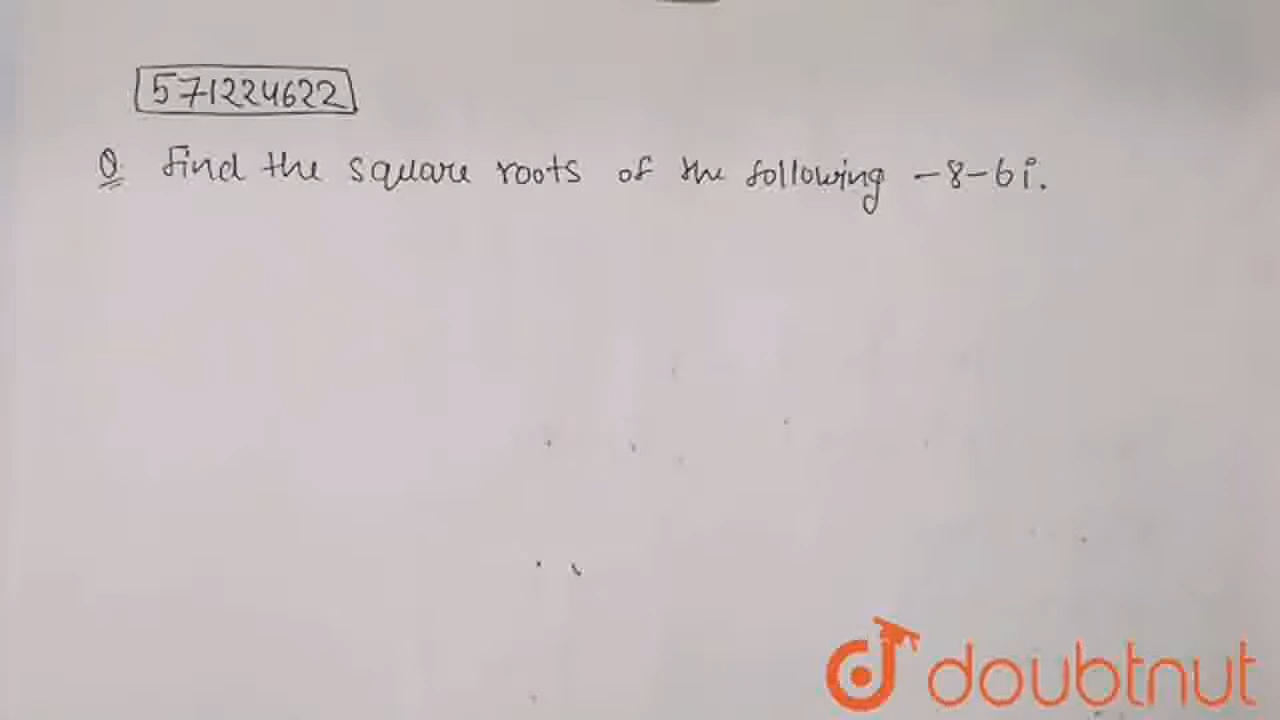 571224622
Q. find the square roots of the following -8-6i.
doubtnut